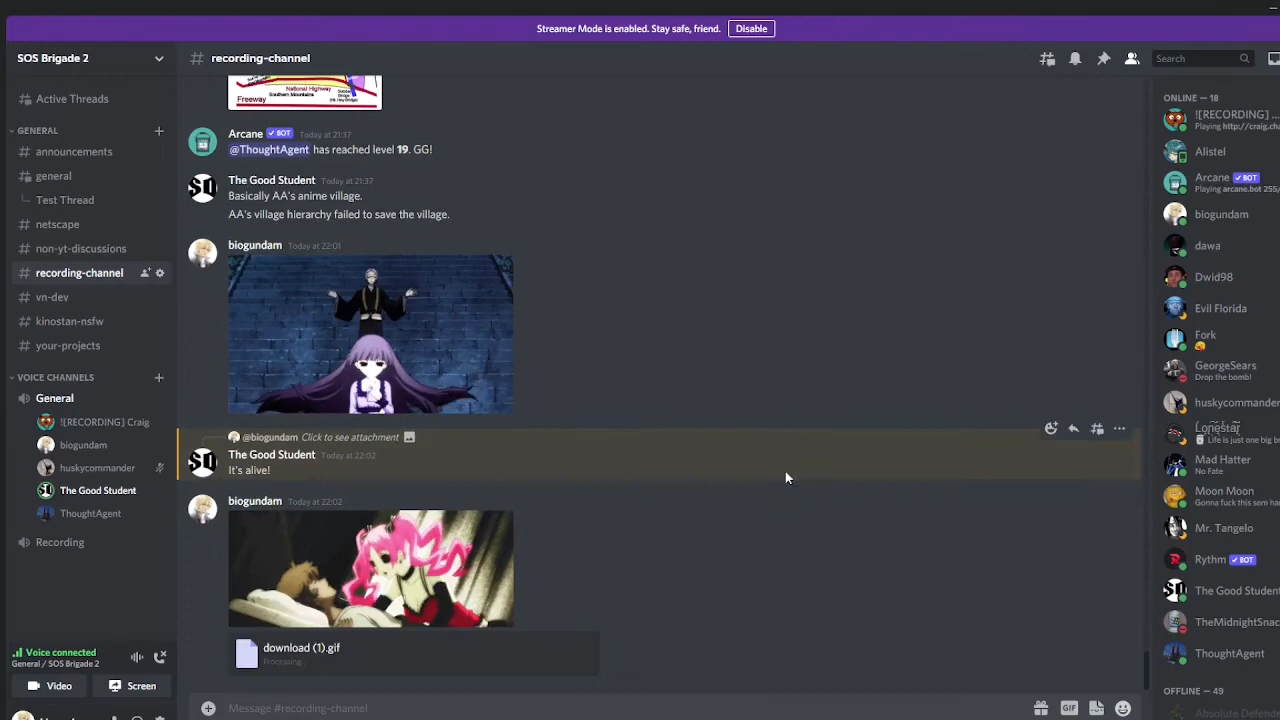 Streamer Mode is enabled. Stay safe, friend.
Disable
SOS Brigade 2
recording-channel
Search
Active Threads
GENERAL
announcements
general
Test Thread
netscape
non-yt-discussions
recording-channel
vn-dev
kinostan-nsfw
your-projects
VOICE CHANNELS
General
![RECORDING] Craig
biogundam
huskycommander
The Good Student
ThoughtAgent
Recording
Voice connected
General / SOS Brigade 2
Video
Screen
National Highway
Southern Mountains
Freeway
Arcane BOT Today at 21:37
@ThoughtAgent has reached level 19. GG!
The Good Student Today at 21:37
Basically AA's anime village.
AA's village hierarchy failed to save the village.
biogundam Today at 22:01
@biogundam Click to see attachment
The Good Student Today at 22:02
It's alive!
biogundam Today at 22:02
download (1).gif
Processing...
Message #recording-channel
GIF
ONLINE — 18
![RECORDING] ...
Playing http://craig.cha
Alistel
Arcane BOT
Playing arcane.bot 255/
biogundam
dawa
Dwid98
Evil Florida
Fork
GeorgeSears
Drop the bomb!
huskycommander
Lonestar
Life is just one big b
Mad Hatter
No Fate
Moon Moon
Gonna fuck this sem har
Mr. Tangelo
Rythm BOT
The Good Student
TheMidnightSnac
ThoughtAgent
OFFLINE — 49
Absolute Defend